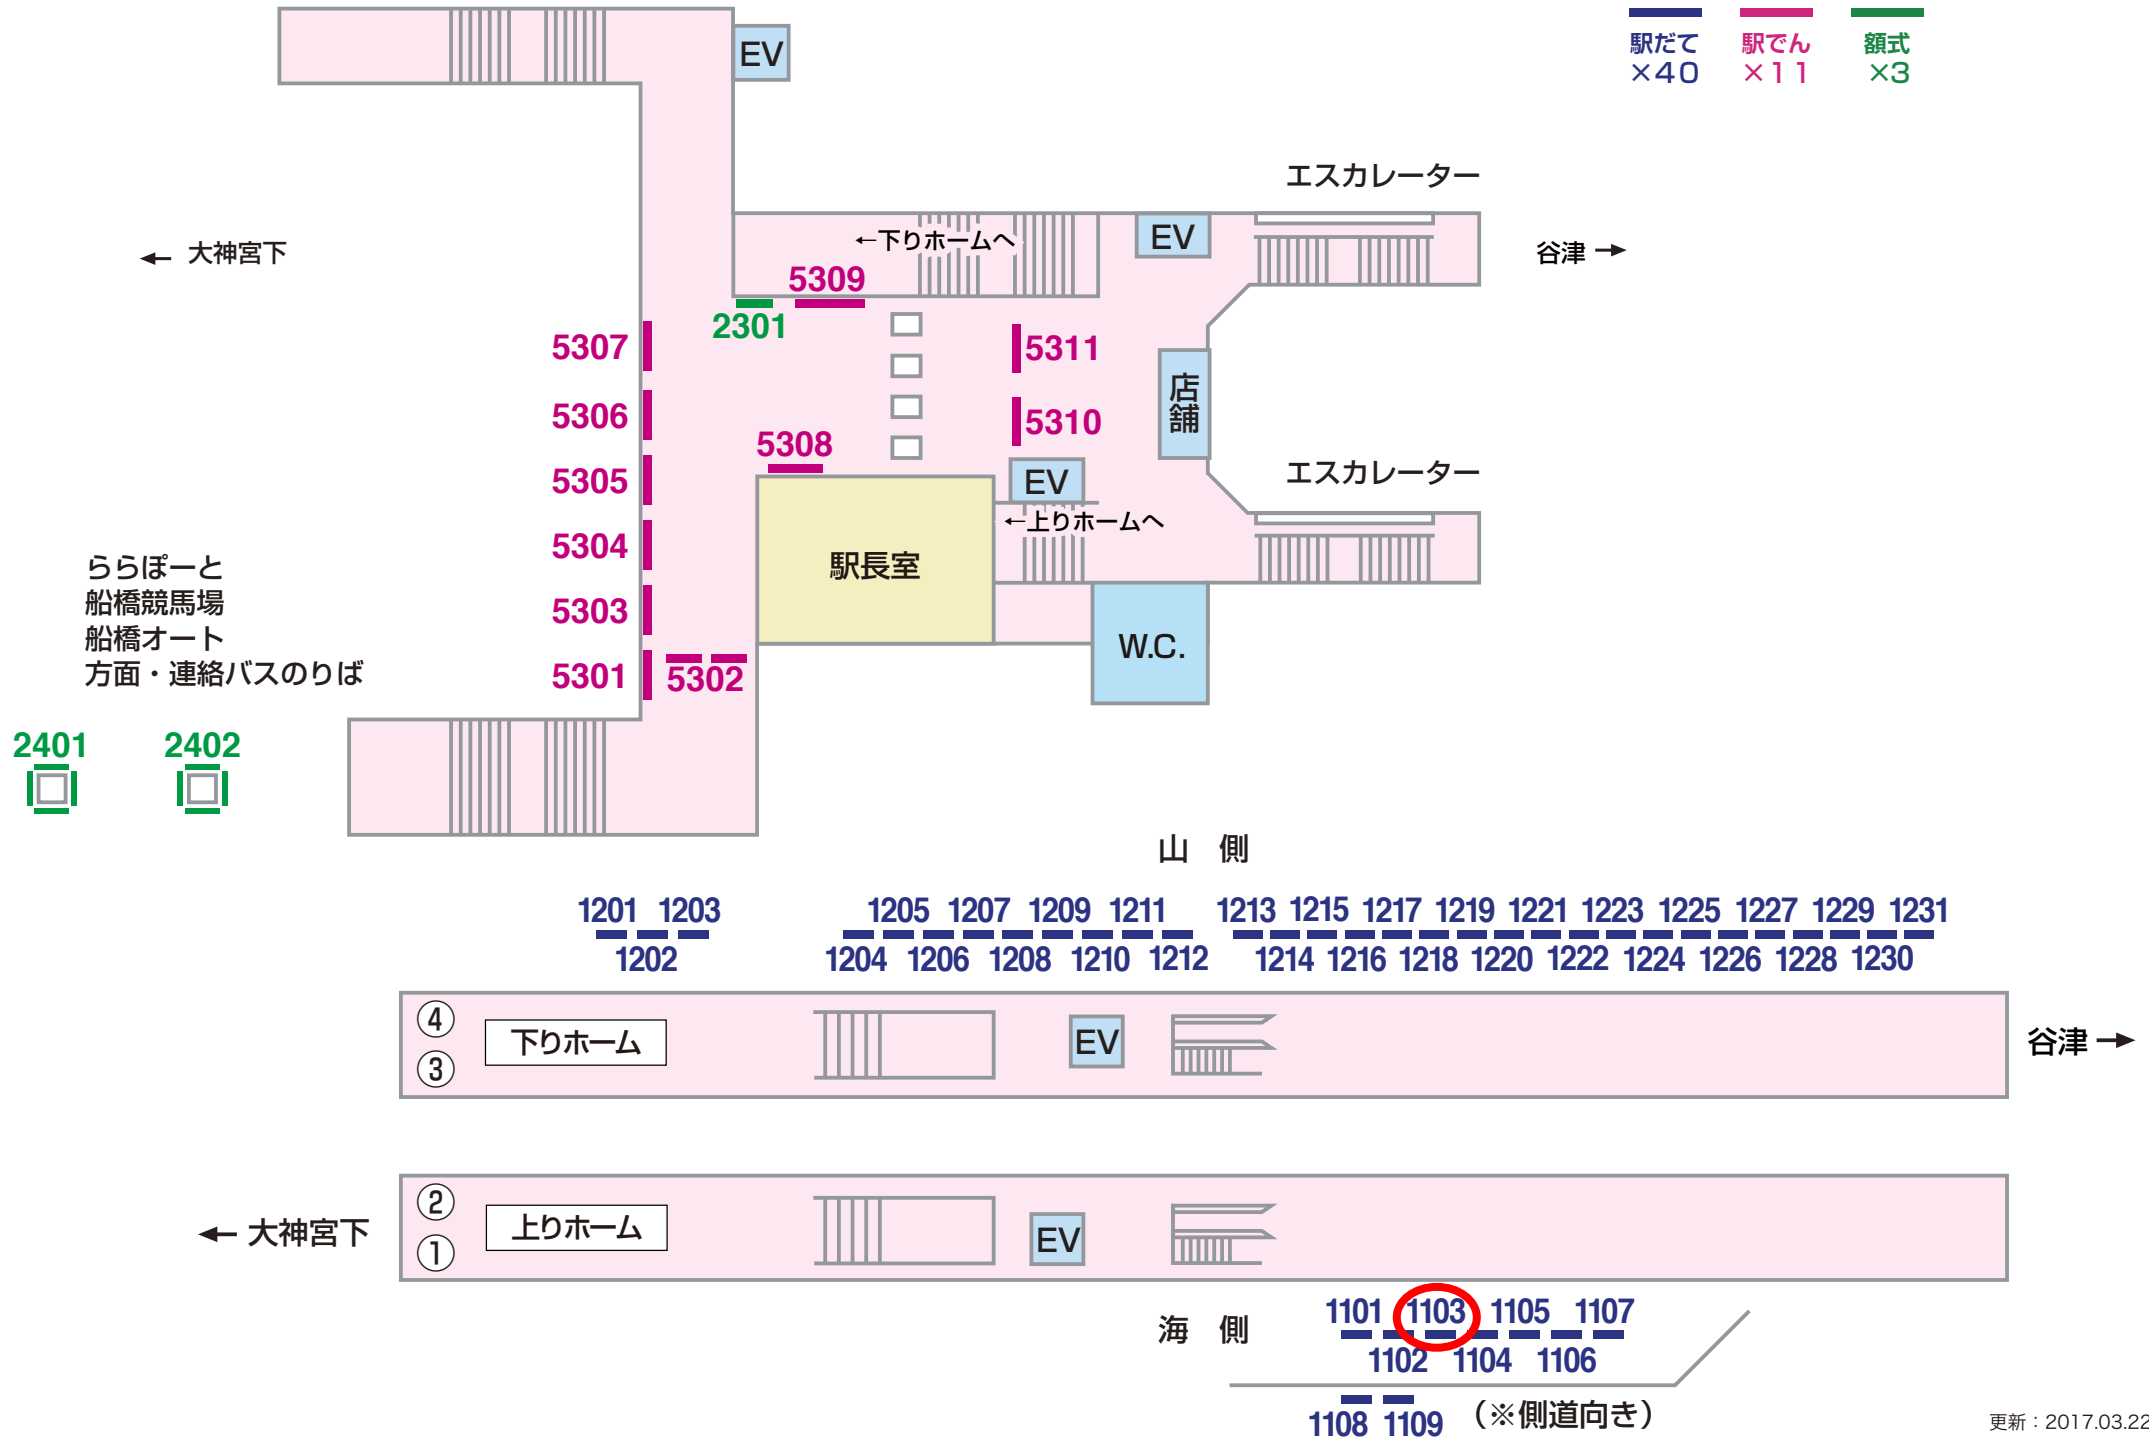 駅だて 駅でん 額式
×40 ×11 ×3
EV
エスカレーター
←下りホームへ
EV
← 大神宮下
谷津 →
5309
2301
5307
5311
店舗
5306
5310
5308
5305
EV
エスカレーター
←上りホームへ
5304
駅長室
ららぽーと
船橋競馬場
船橋オート
方面・連絡バスのりば
5303
W.C.
5301
5302
2401 2402
山 側
1201 1203 1205 1207 1209 1211 1213 1215 1217 1219 1221 1223 1225 1227 1229 1231
1202 1204 1206 1208 1210 1212 1214 1216 1218 1220 1222 1224 1226 1228 1230
④
下りホーム
EV
谷津 →
③
②
上りホーム
EV
← 大神宮下
①
海 側
1101 1103 1105 1107
1102 1104 1106
1108 1109
(※側道向き)
更新：2017.03.22